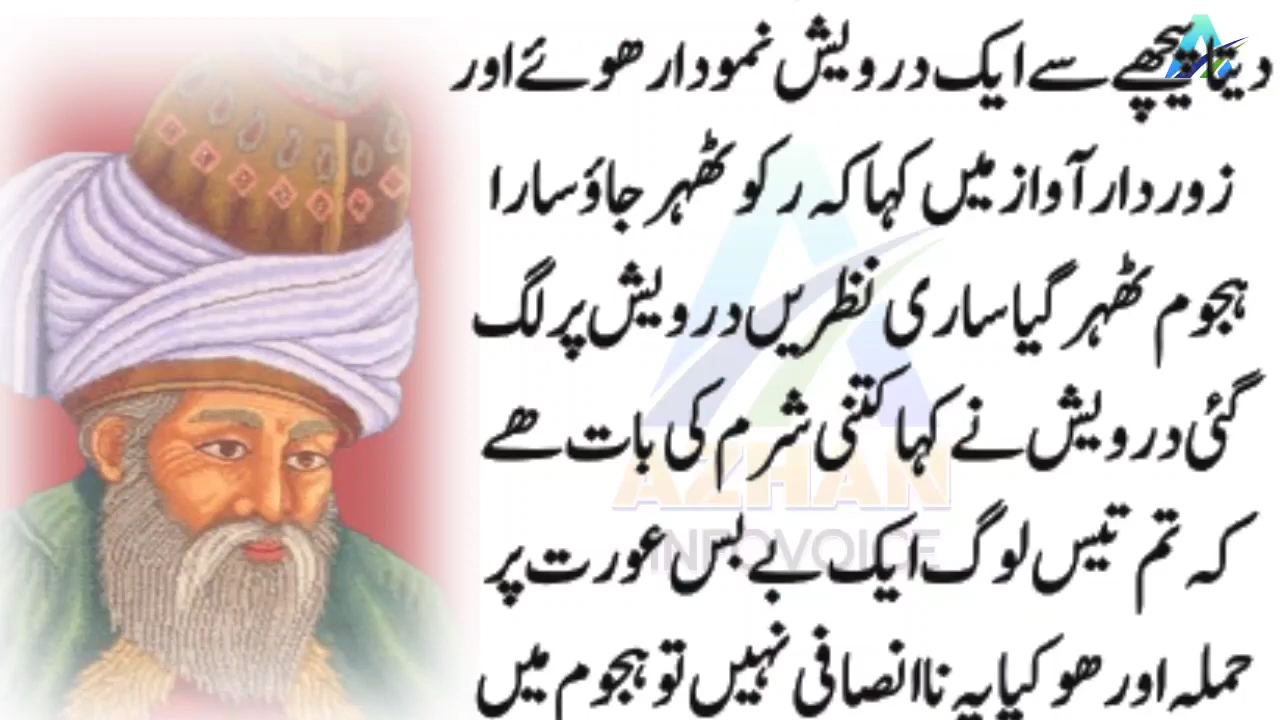 دیتا پیچھے سے ایک درویش نمودار ھوئے اور
زوردار آواز میں کہا کہ رکو ٹھہر جاؤ سارا
ہجوم ٹھہر گیا ساری نظریں درویش پر لگ
گئی درویش نے کہا کتنی شرم کی بات ھے
کہ تم تیس لوگ ایک بے بس عورت پر
حملہ اور ھو کیا یہ ناانصافی نہیں تو ہجوم میں
AZHAN
INFOVOICE